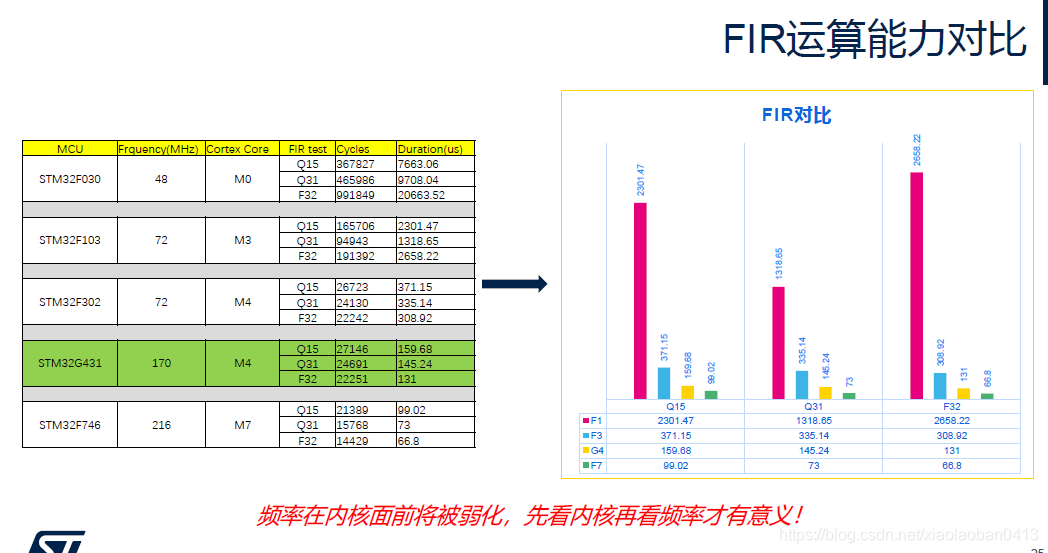 FIR运算能力对比
MCU Frquency(MHz) Cortex Core FIR test Cycles Duration(us)
STM32F030 48 M0 Q15 367827 7663.06
Q31 465986 9708.04
F32 991849 20663.52
STM32F103 72 M3 Q15 165706 2301.47
Q31 94943 1318.65
F32 191392 2658.22
STM32F302 72 M4 Q15 26723 371.15
Q31 24130 335.14
F32 22242 308.92
STM32G431 170 M4 Q15 27146 159.68
Q31 24691 145.24
F32 22251 131
STM32F746 216 M7 Q15 21389 99.02
Q31 15768 73
F32 14429 66.8
FIR对比
2301.47 371.15 159.68 99.02
1318.65 335.14 145.24 73
2658.22 308.92 131 66.8
Q15 Q31 F32
F1 2301.47 1318.65 2658.22
F3 371.15 335.14 308.92
G4 159.68 145.24 131
F7 99.02 73 66.8
频率在内核面前将被弱化，先看内核再看频率才有意义！
ST
https://blog.csdn.net/xiaolaoban0413